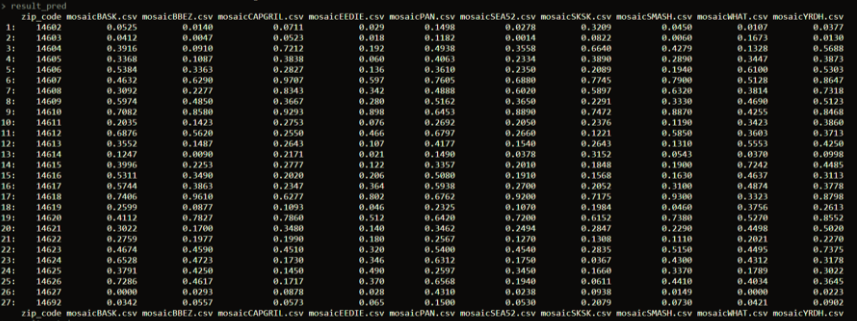 > result_pred
zip_code mosaicBASK.csv mosaicBBEZ.csv mosaicCAPGRIL.csv mosaicEEDIE.csv mosaicPAN.csv mosaicSEA52.csv mosaicSKSK.csv mosaicSMASH.csv mosaicWHAT.csv mosaicYRDH.csv
1: 14602 0.0525 0.0140 0.0711 0.029 0.1498 0.0278 0.3209 0.0450 0.0107 0.0377
2: 14603 0.0412 0.0047 0.0523 0.018 0.1182 0.0014 0.0822 0.0060 0.1673 0.0130
3: 14604 0.3916 0.0910 0.7212 0.192 0.4938 0.3558 0.6640 0.4279 0.1328 0.5688
4: 14605 0.3368 0.1087 0.3838 0.060 0.4063 0.2334 0.3890 0.2890 0.3447 0.3873
5: 14606 0.5384 0.3363 0.2827 0.136 0.3610 0.2350 0.2089 0.1940 0.6100 0.5303
6: 14607 0.4632 0.6290 0.9707 0.597 0.7605 0.6880 0.7745 0.7900 0.5128 0.8647
7: 14608 0.3092 0.2277 0.8343 0.342 0.4888 0.6020 0.5897 0.6320 0.3814 0.7318
8: 14609 0.5974 0.4850 0.3667 0.280 0.5162 0.3650 0.2291 0.3330 0.4690 0.5123
9: 14610 0.7082 0.8580 0.9293 0.898 0.6453 0.8890 0.7472 0.8870 0.4255 0.8468
10: 14611 0.2035 0.1423 0.2753 0.076 0.2692 0.2050 0.2376 0.1190 0.3423 0.3860
11: 14612 0.6876 0.5620 0.2550 0.466 0.6797 0.2660 0.1221 0.5850 0.3603 0.3713
12: 14613 0.3552 0.1487 0.2643 0.107 0.4177 0.1540 0.2643 0.1310 0.5553 0.4250
13: 14614 0.1247 0.0090 0.2171 0.021 0.1490 0.0378 0.3152 0.0543 0.0370 0.0998
14: 14615 0.3996 0.2253 0.2777 0.122 0.3357 0.2010 0.1848 0.1900 0.7242 0.4485
15: 14616 0.5311 0.3490 0.2020 0.206 0.5080 0.1910 0.1568 0.1630 0.4637 0.3113
16: 14617 0.5744 0.3863 0.2347 0.364 0.5938 0.2700 0.2052 0.3100 0.4874 0.3778
17: 14618 0.7406 0.9610 0.6277 0.802 0.6762 0.9200 0.7175 0.9300 0.3323 0.8798
18: 14619 0.2599 0.0877 0.1093 0.046 0.2325 0.1070 0.1984 0.0460 0.3756 0.2613
19: 14620 0.4112 0.7827 0.7860 0.512 0.6420 0.7200 0.6152 0.7380 0.5270 0.8552
20: 14621 0.3022 0.1700 0.3480 0.140 0.3462 0.2494 0.2847 0.2290 0.4498 0.5020
21: 14622 0.2759 0.1977 0.1990 0.180 0.2567 0.1270 0.1308 0.1110 0.2021 0.2270
22: 14623 0.4674 0.4590 0.4510 0.320 0.5400 0.4540 0.2835 0.5150 0.4495 0.7375
23: 14624 0.6528 0.4723 0.1730 0.346 0.6312 0.1750 0.0367 0.4300 0.4312 0.3178
24: 14625 0.3791 0.4250 0.1450 0.490 0.2597 0.3450 0.1660 0.3370 0.1789 0.3022
25: 14626 0.7286 0.4617 0.1717 0.370 0.6568 0.1940 0.0611 0.4410 0.4034 0.3645
26: 14627 0.0000 0.0293 0.0878 0.028 0.4310 0.0238 0.0938 0.0149 0.0000 0.0223
27: 14692 0.0342 0.0557 0.0573 0.065 0.1500 0.0530 0.2079 0.0730 0.0421 0.0902
zip_code mosaicBASK.csv mosaicBBEZ.csv mosaicCAPGRIL.csv mosaicEEDIE.csv mosaicPAN.csv mosaicSEA52.csv mosaicSKSK.csv mosaicSMASH.csv mosaicWHAT.csv mosaicYRDH.csv